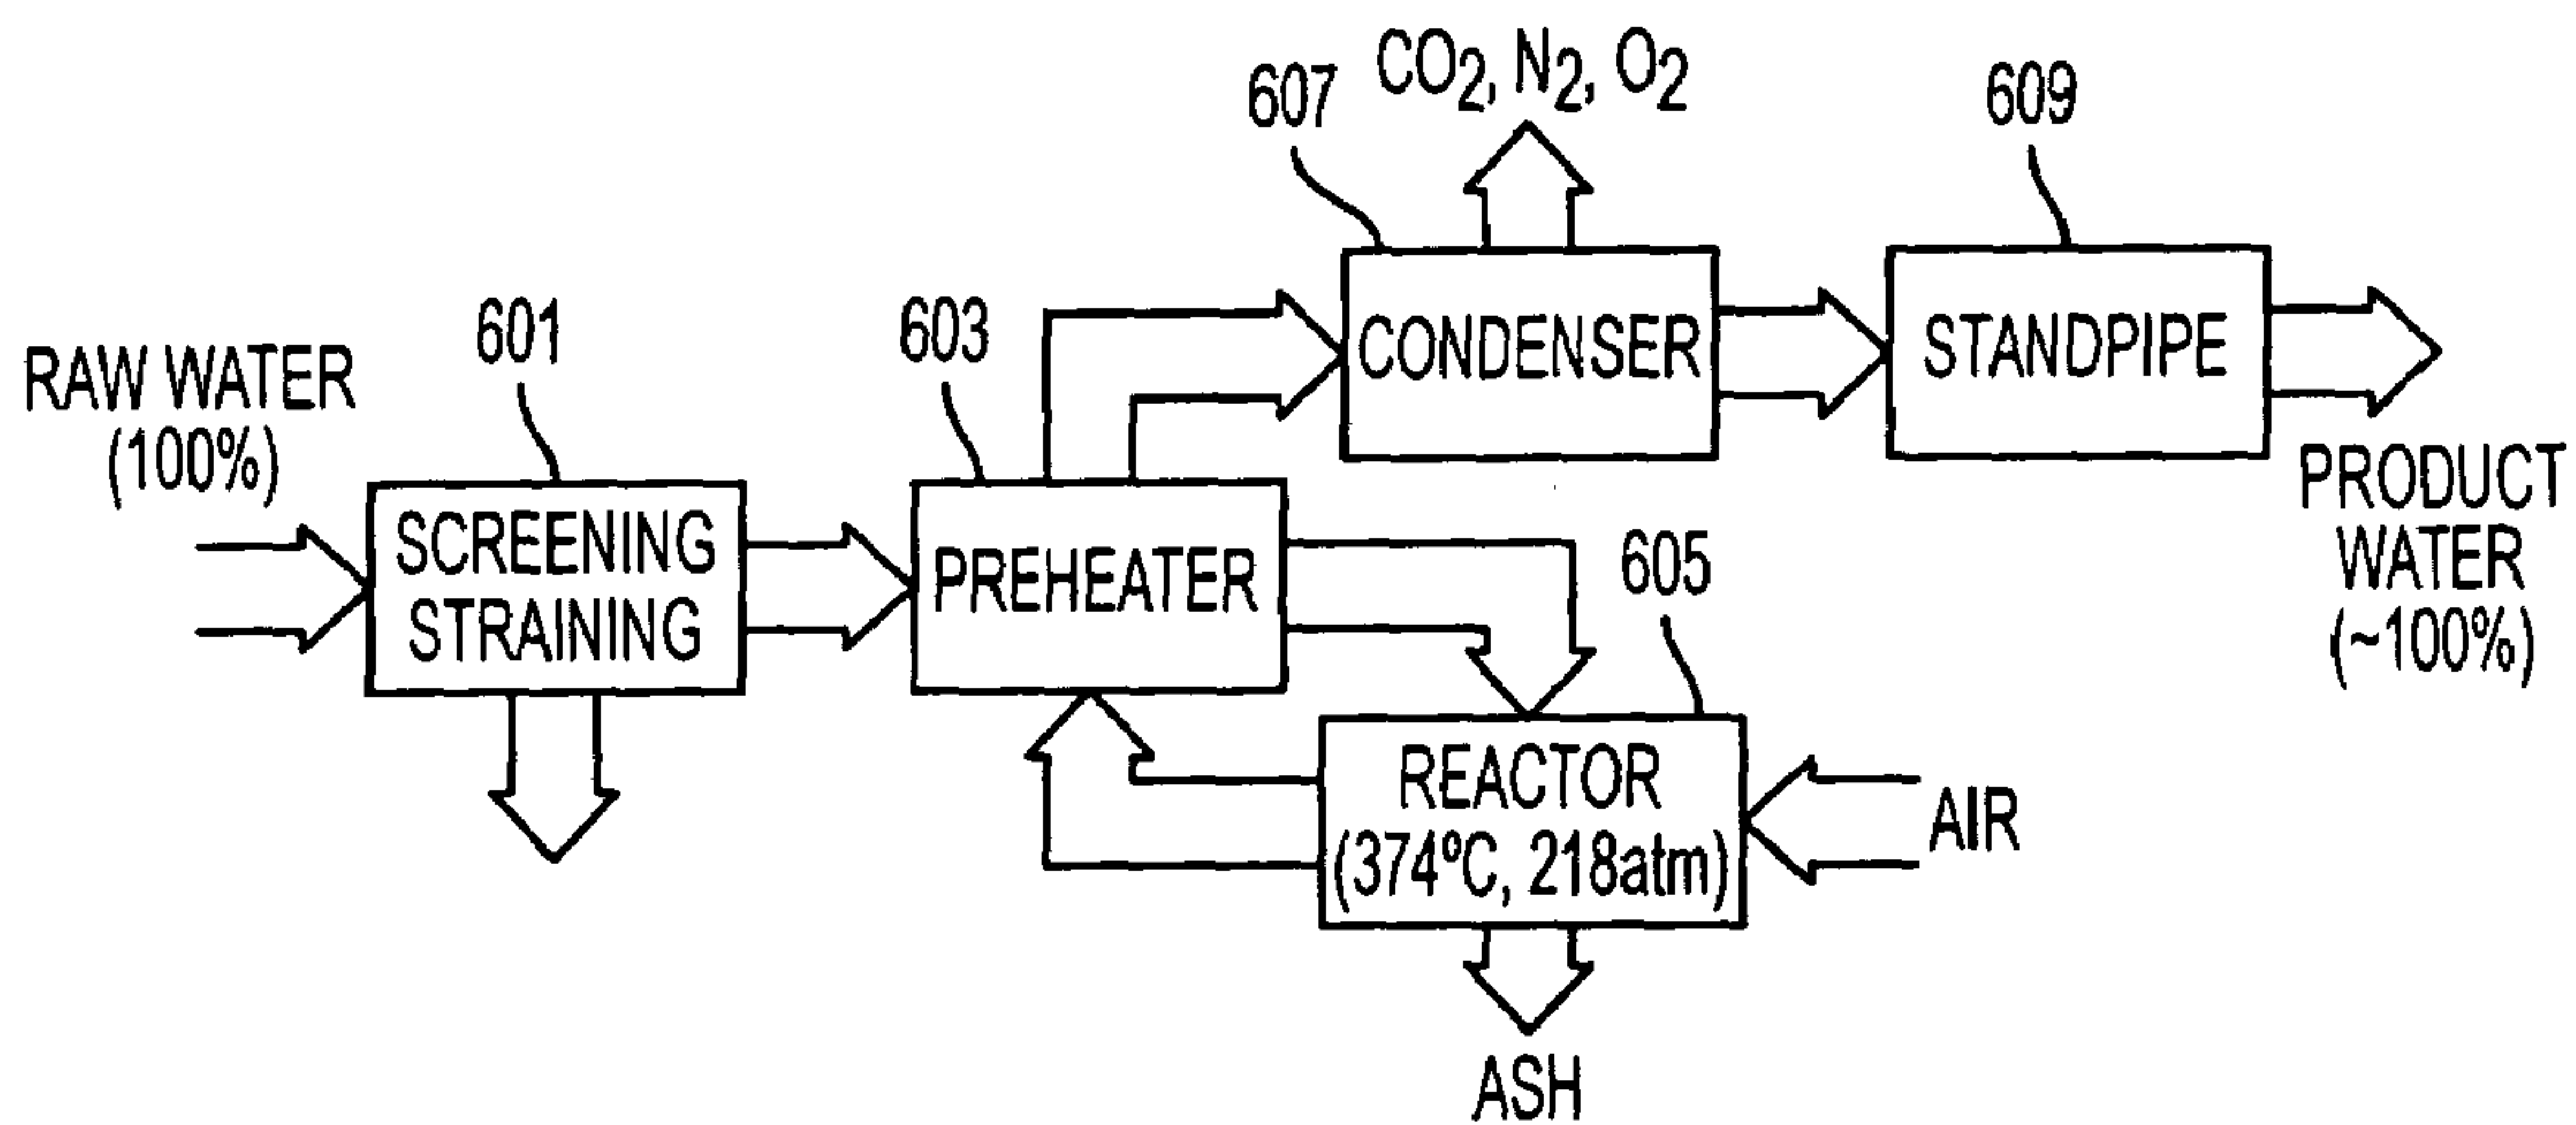 CO2, N2, O2
607
609
601
603
RAW WATER
(100%)
CONDENSER
STANDPIPE
PRODUCT
WATER
(~100%)
SCREENING
STRAINING
PREHEATER
605
REACTOR
(374ºC, 218atm)
AIR
ASH